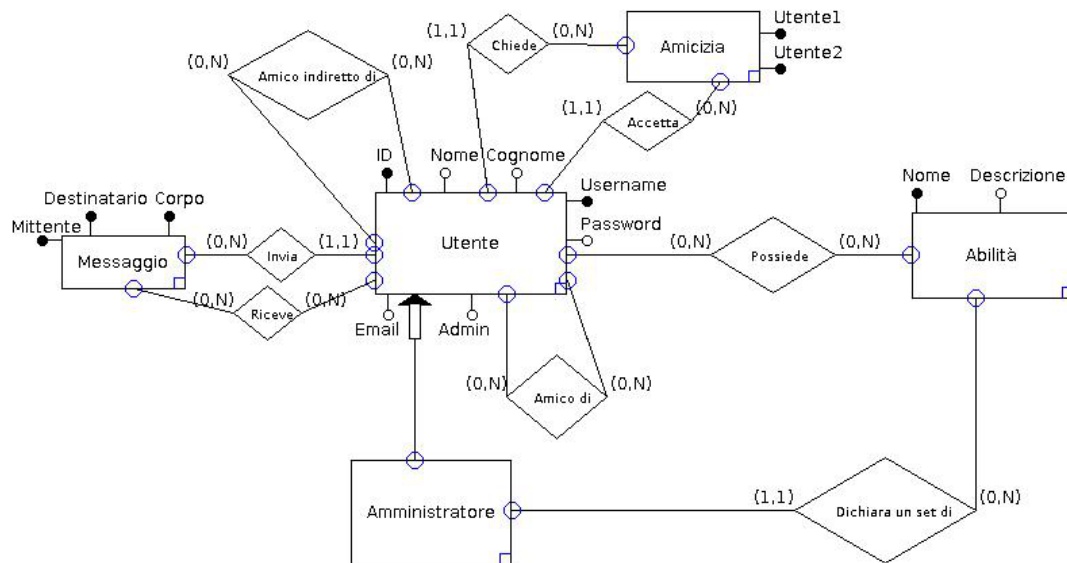 Utente1
(1,1) Chiede (0,N) Amicizia
Utente2
(0,N) Amico indiretto di (0,N)
(1,1) Accetta (0,N)
ID Nome Cognome
Username
Nome Descrizione
Destinatario Corpo
Mittente
Password
(0,N) Invia (1,1)
Utente
(0,N) Possiede (0,N)
Messaggio
Abilità
(0,N) Riceve (0,N)
Email Admin
(0,N) Amico di (0,N)
(1,1) Dichiara un set di (0,N)
Amministratore